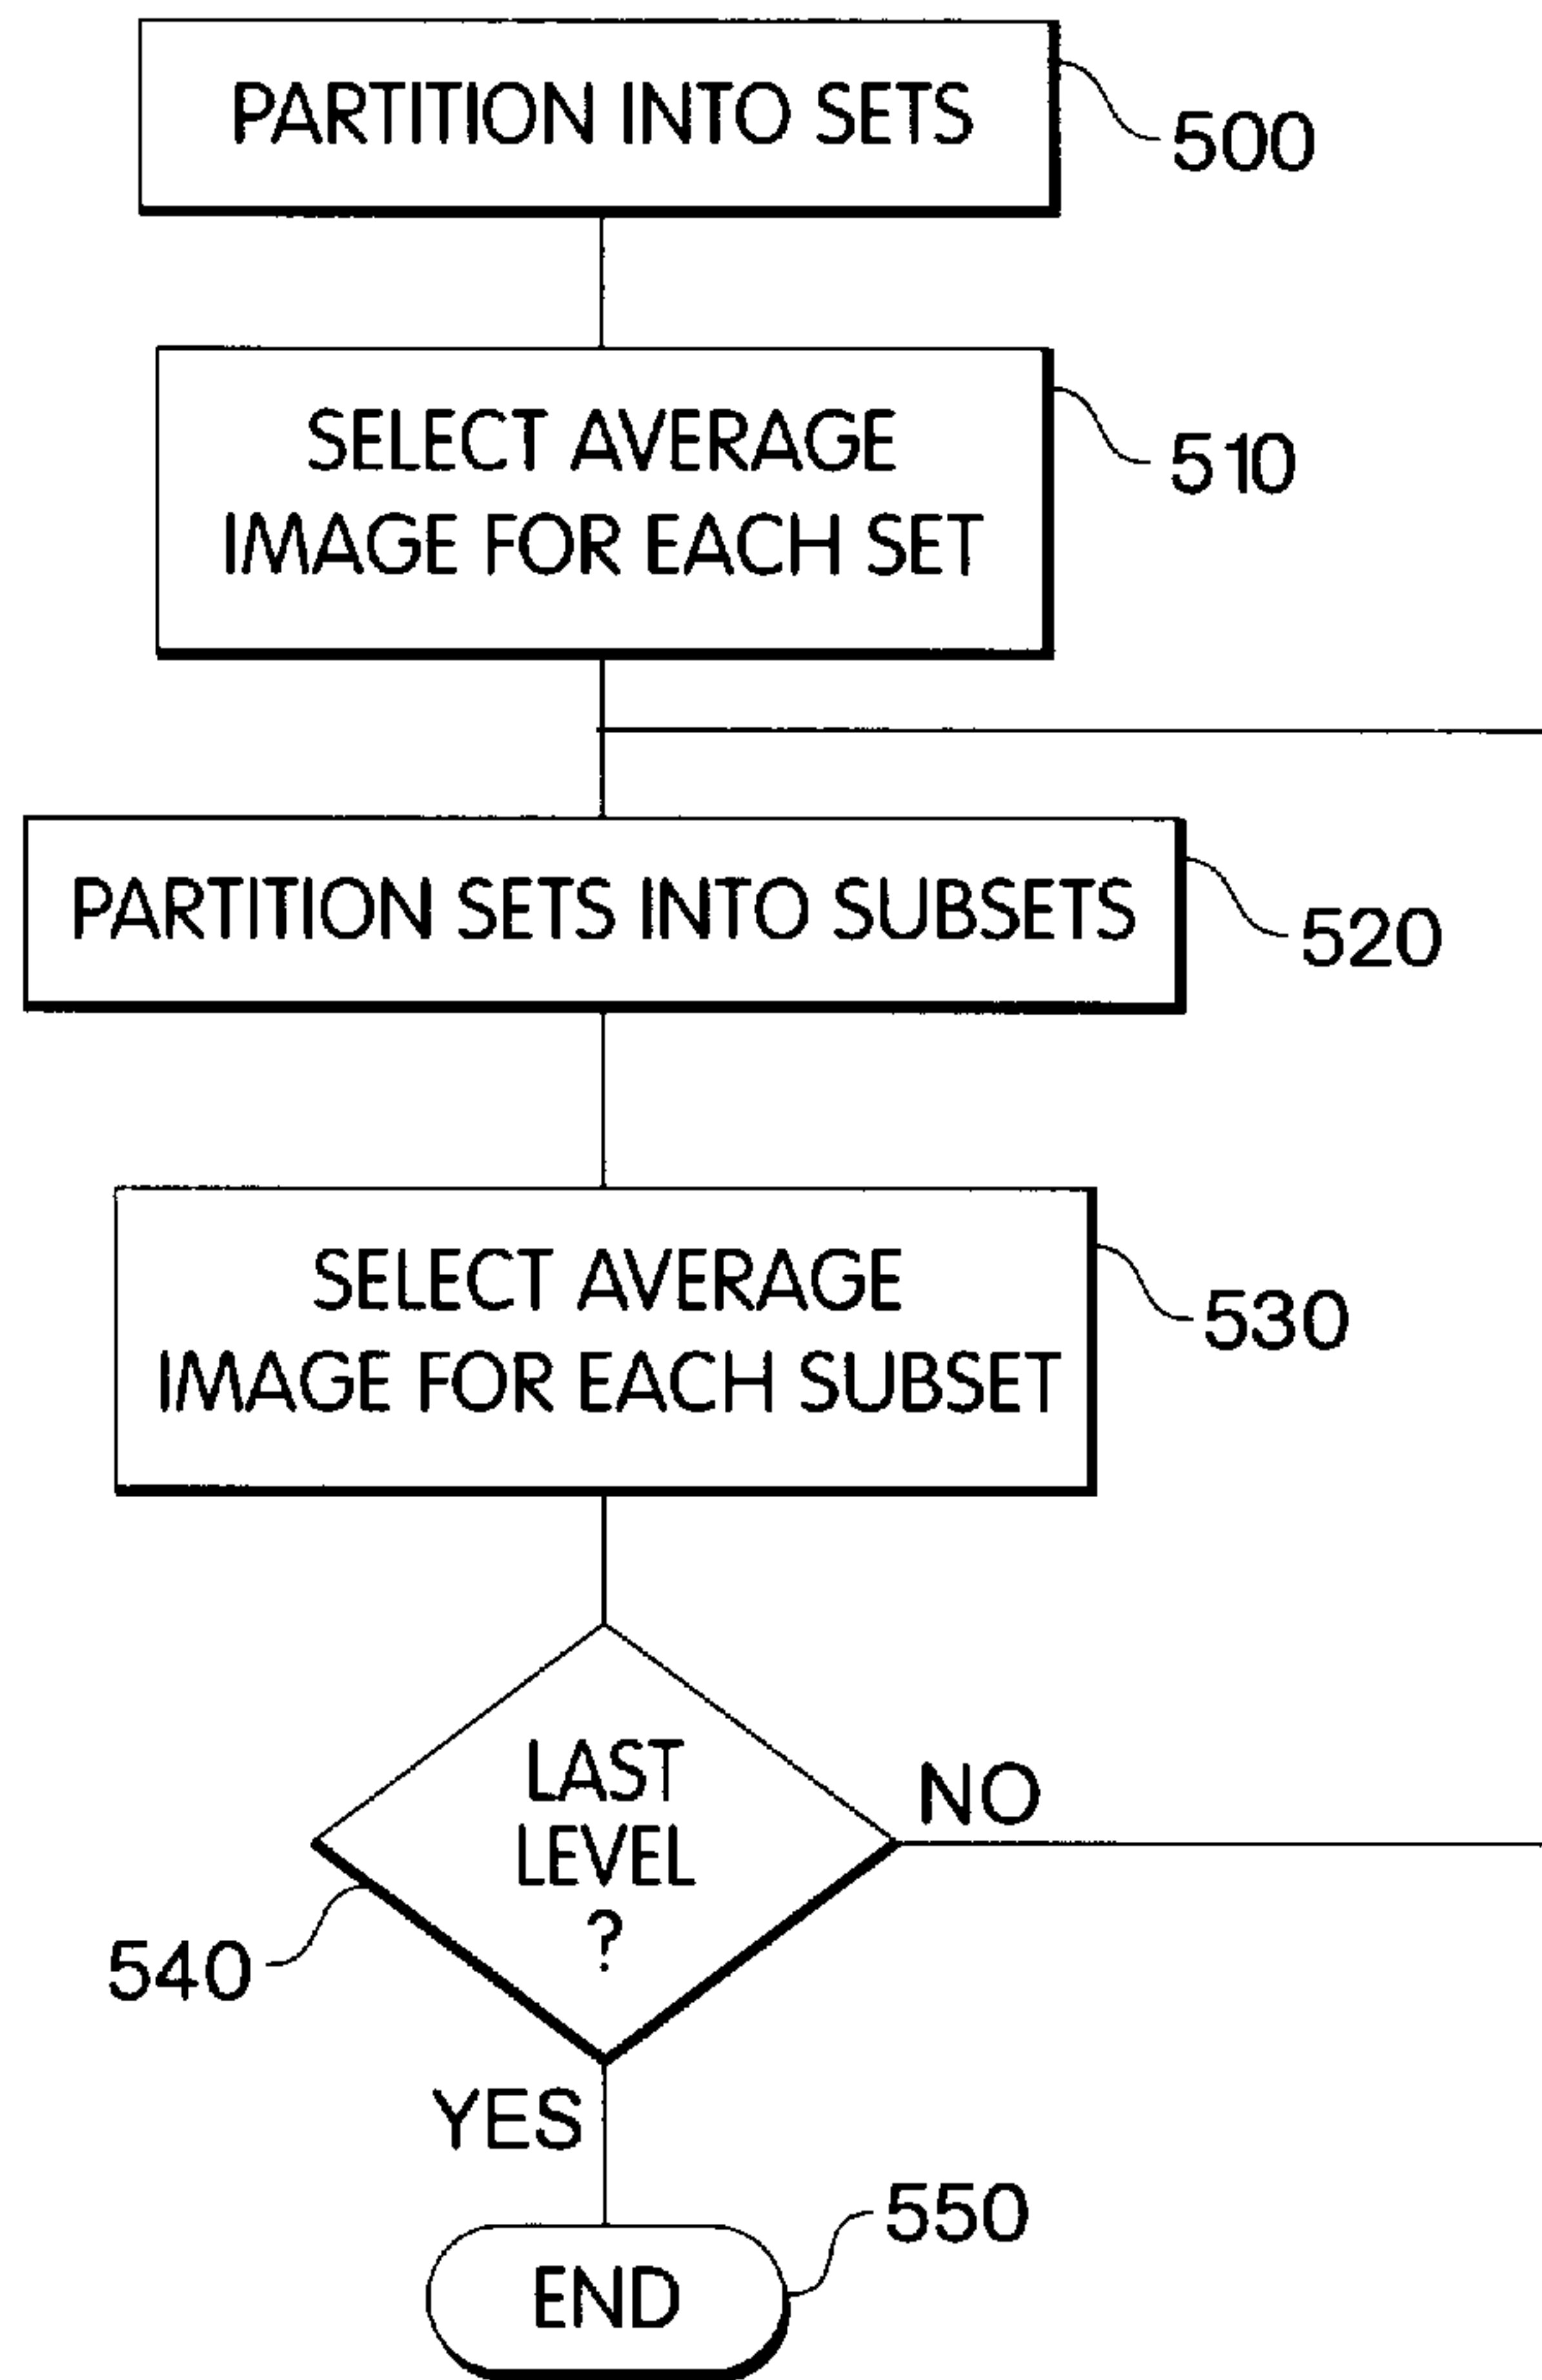 PARTITION INTO SETS
500
SELECT AVERAGE
IMAGE FOR EACH SET
510
PARTITION SETS INTO SUBSETS
520
SELECT AVERAGE
IMAGE FOR EACH SUBSET
530
LAST
LEVEL
?
NO
540
YES
550
END